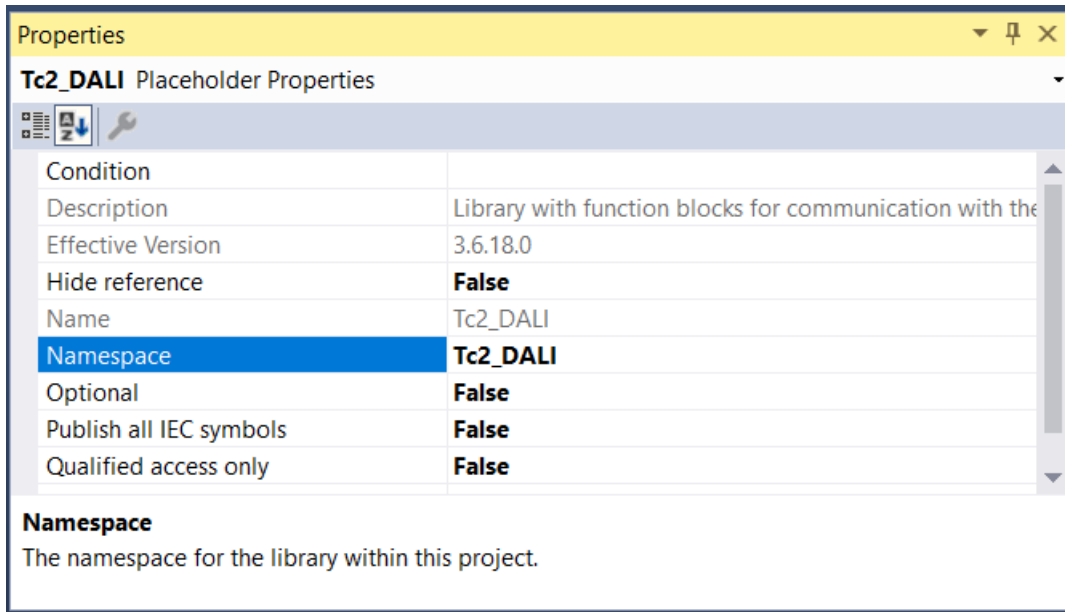 Properties
Tc2_DALI Placeholder Properties
Condition
Description Library with function blocks for communication with the
Effective Version 3.6.18.0
Hide reference False
Name Tc2_DALI
Namespace Tc2_DALI
Optional False
Publish all IEC symbols False
Qualified access only False
Namespace
The namespace for the library within this project.